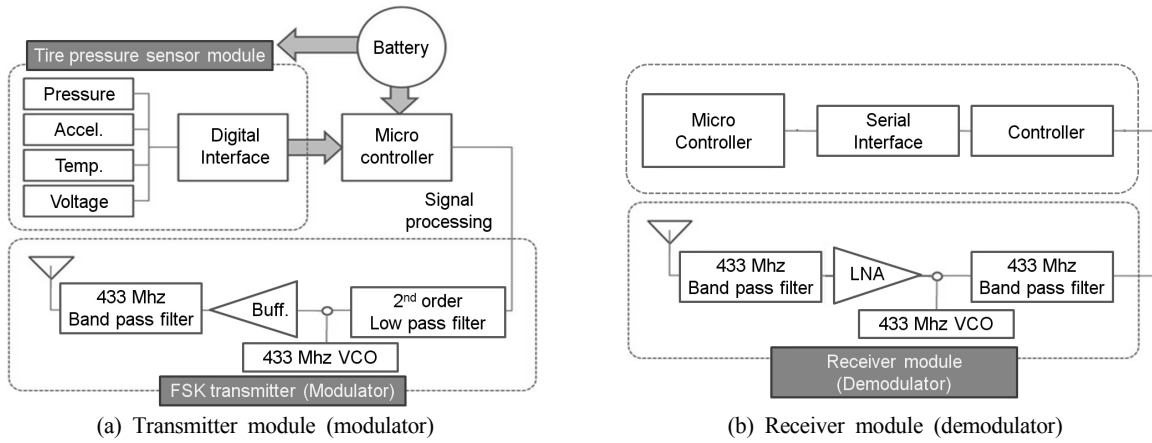 Tire pressure sensor module
Battery
Pressure
Accel.
Temp.
Voltage
Digital
Interface
Micro
controller
Signal
processing
433 Mhz
Band pass filter
Buff.
2nd order
Low pass filter
433 Mhz VCO
FSK transmitter (Modulator)
(a) Transmitter module (modulator)
Micro
Controller
Serial
Interface
Controller
433 Mhz
Band pass filter
LNA
433 Mhz
Band pass filter
433 Mhz VCO
Receiver module
(Demodulator)
(b) Receiver module (demodulator)